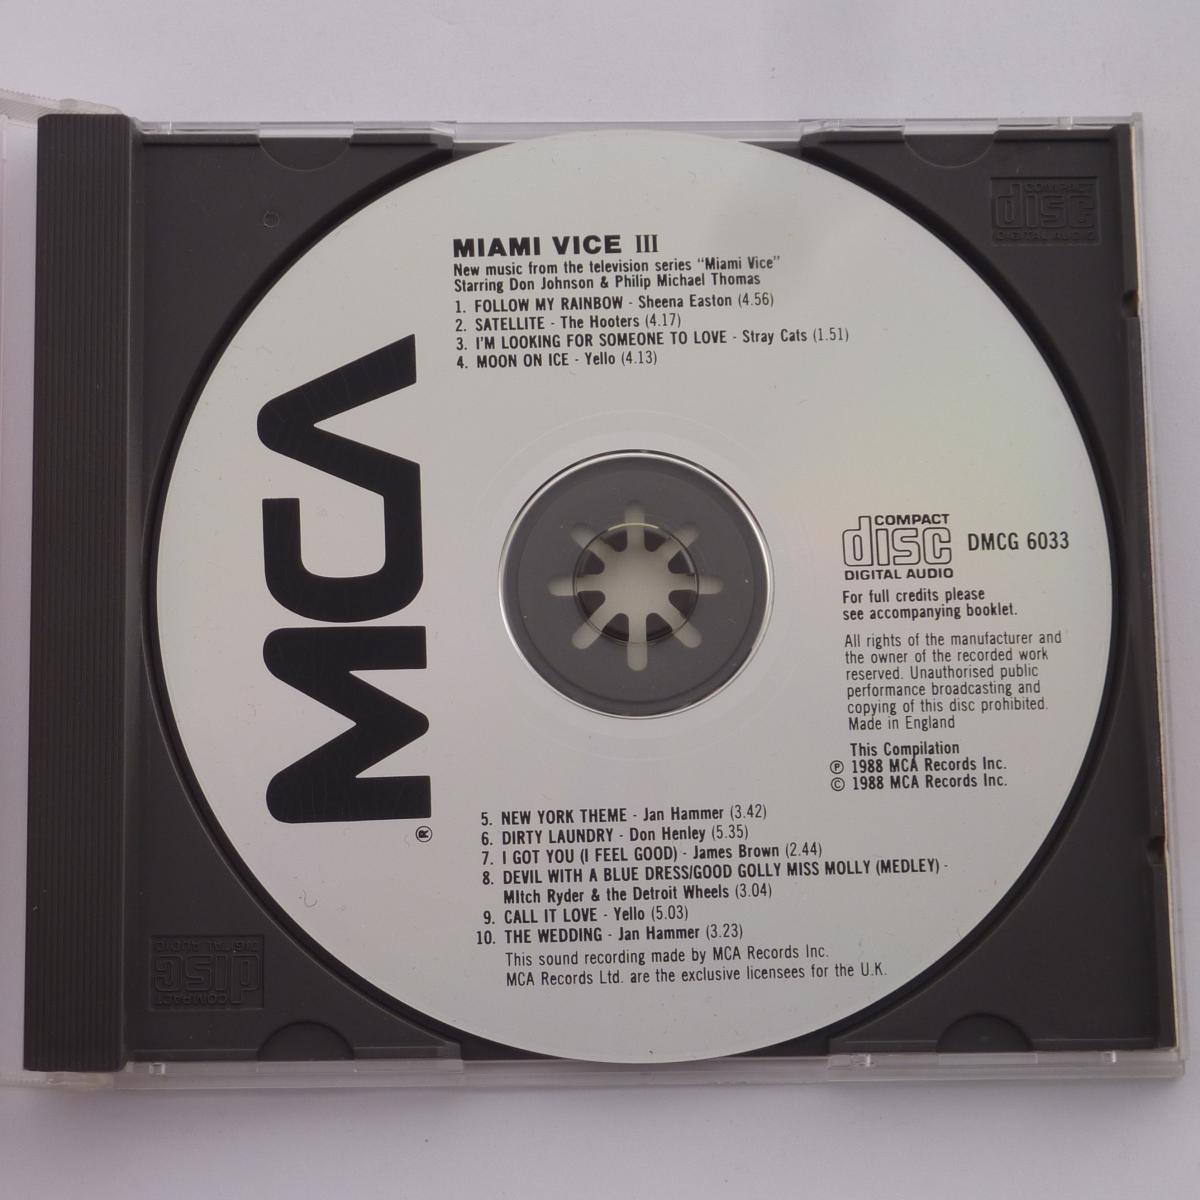 COMPACT
disc
DIGITAL AUDIO
MIAMI VICE III
New music from the television series "Miami Vice"
Starring Don Johnson & Philip Michael Thomas
1. FOLLOW MY RAINBOW - Sheena Easton (4.56)
2. SATELLITE - The Hooters (4.17)
3. I'M LOOKING FOR SOMEONE TO LOVE - Stray Cats (1.51)
4. MOON ON ICE - Yello (4.13)
MCA
®
COMPACT
disc
DIGITAL AUDIO
DMCG 6033
For full credits please
see accompanying booklet.
All rights of the manufacturer and
the owner of the recorded work
reserved. Unauthorised public
performance broadcasting and
copying of this disc prohibited.
Made in England
This Compilation
℗ 1988 MCA Records Inc.
© 1988 MCA Records Inc.
5. NEW YORK THEME - Jan Hammer (3.42)
6. DIRTY LAUNDRY - Don Henley (5.35)
7. I GOT YOU (I FEEL GOOD) - James Brown (2.44)
8. DEVIL WITH A BLUE DRESS/GOOD GOLLY MISS MOLLY (MEDLEY) -
MItch Ryder & the Detroit Wheels (3.04)
9. CALL IT LOVE - Yello (5.03)
10. THE WEDDING - Jan Hammer (3.23)
This sound recording made by MCA Records Inc.
MCA Records Ltd. are the exclusive licensees for the U.K.
COMPACT
disc
DIGITAL AUDIO